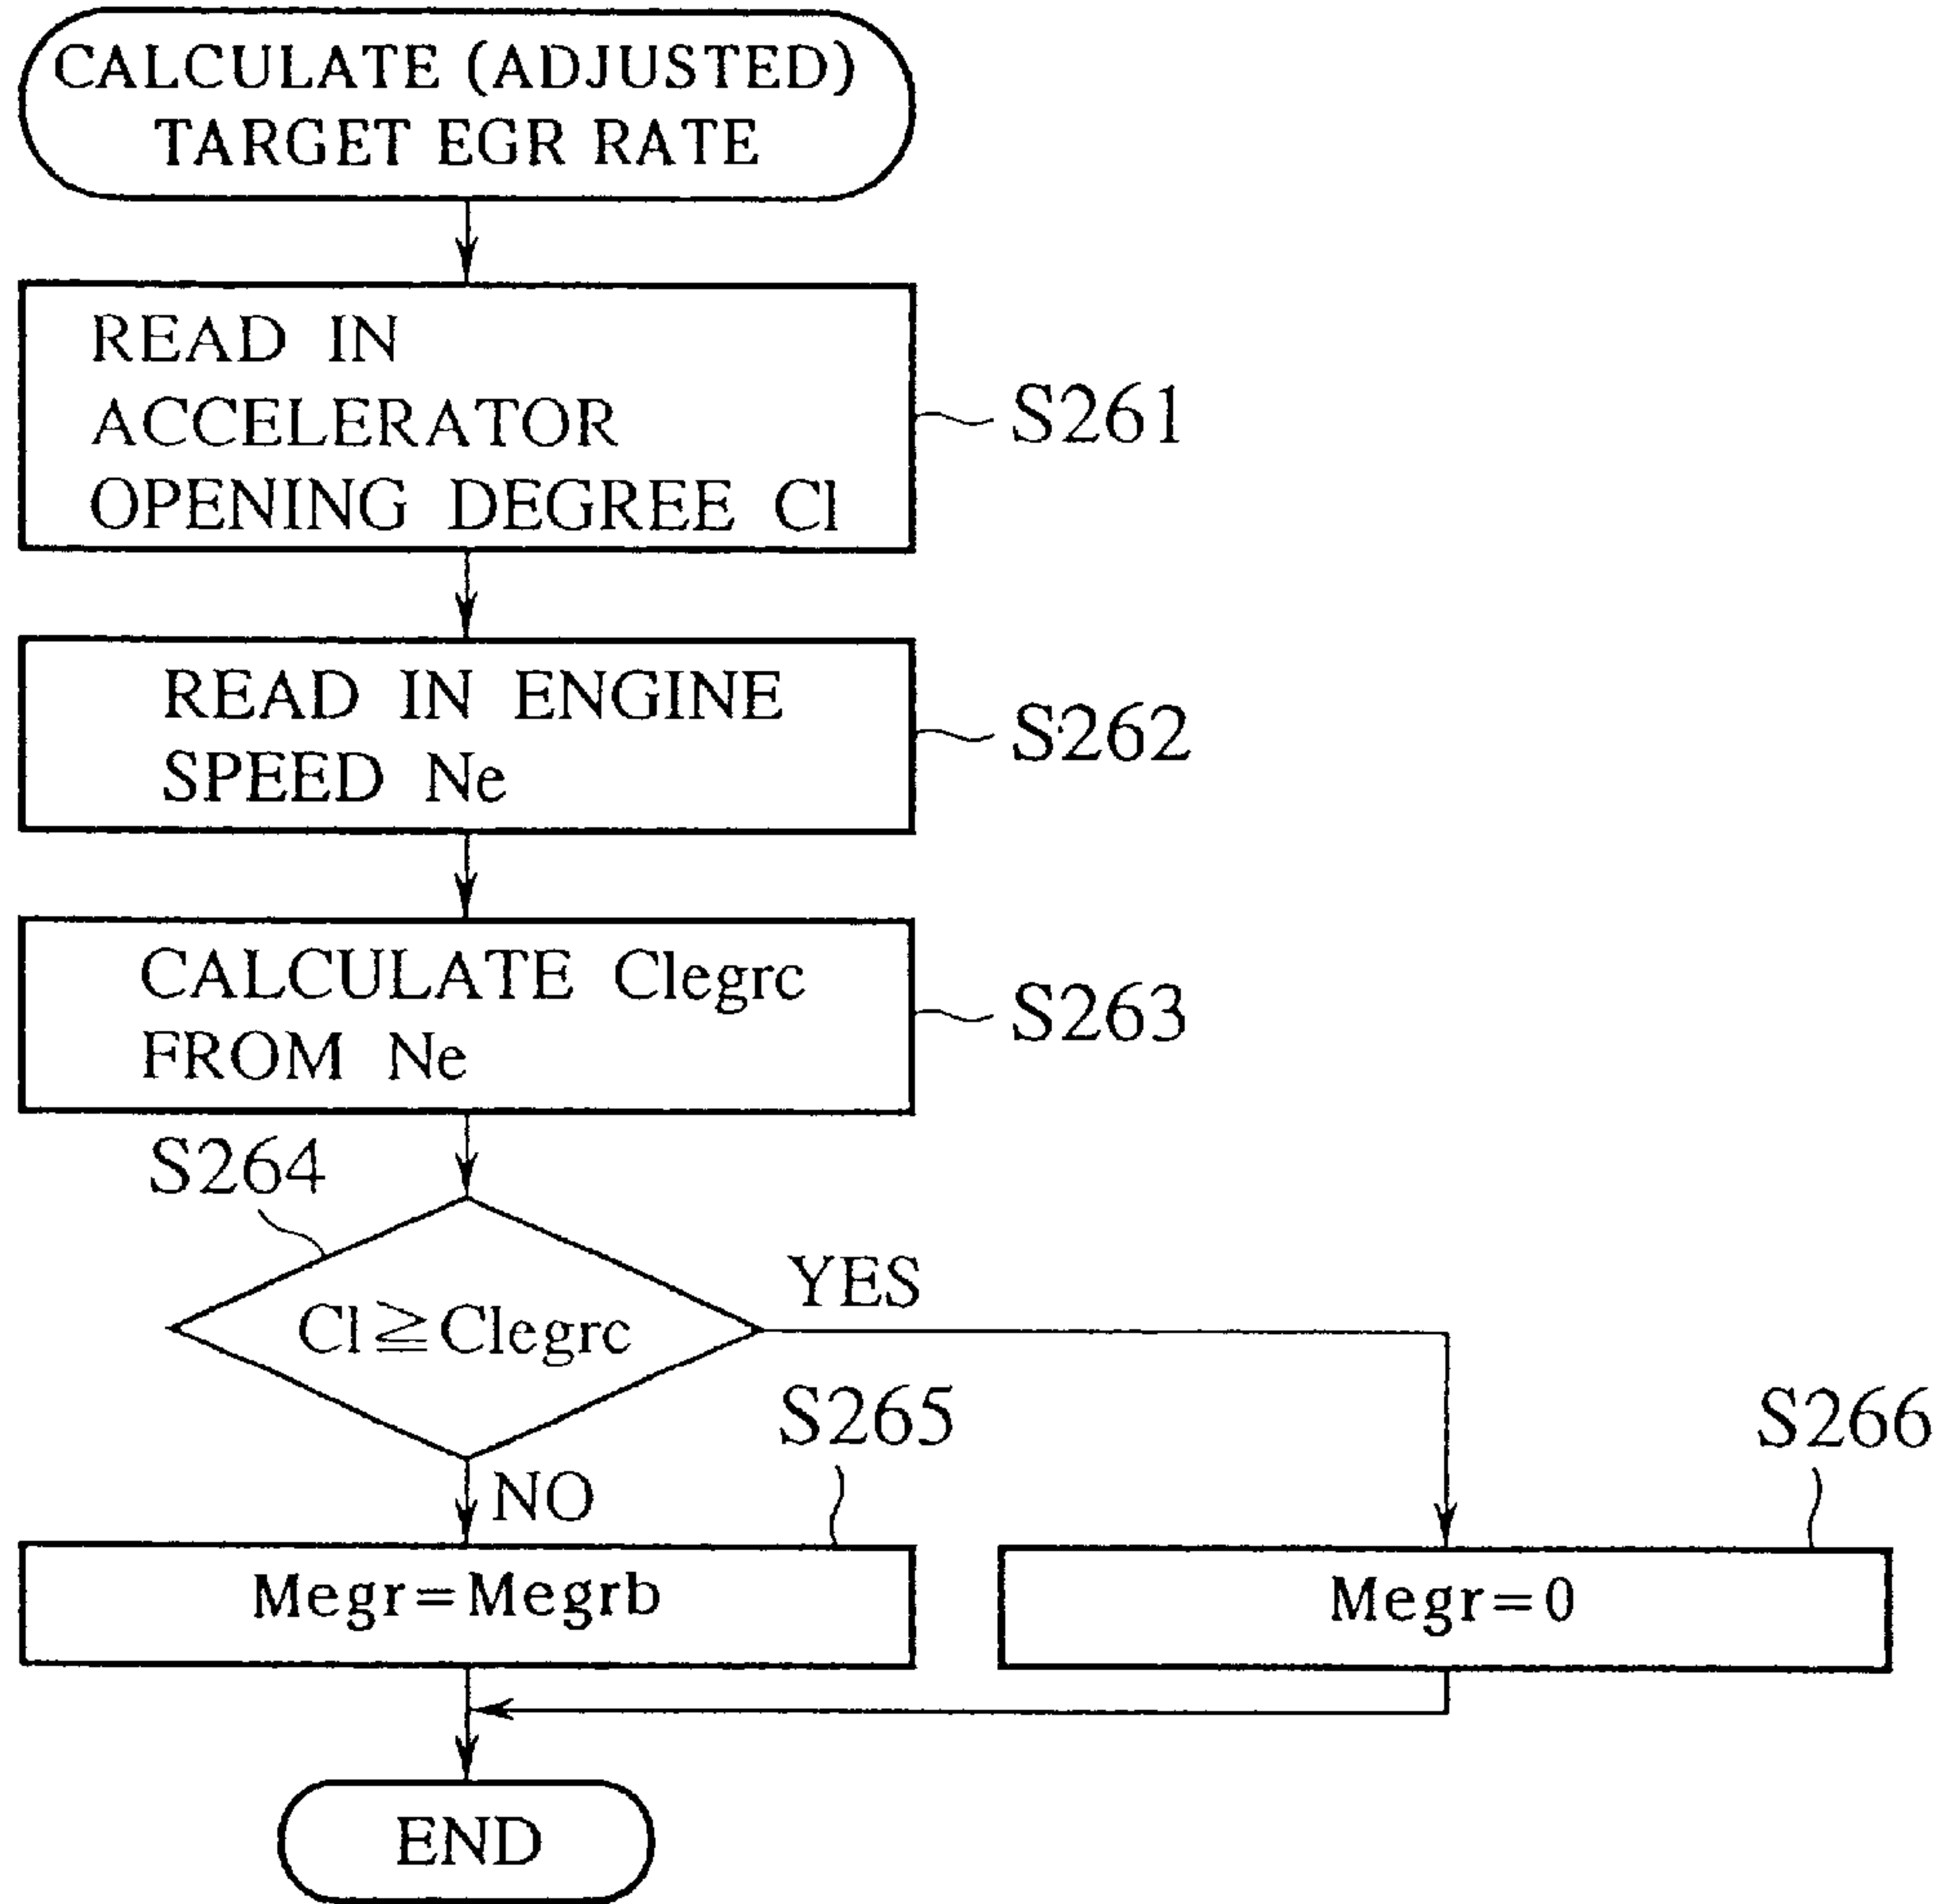 CALCULATE (ADJUSTED)
TARGET EGR RATE
READ IN
ACCELERATOR
OPENING DEGREE Cl
S261
READ IN ENGINE
SPEED Ne
S262
CALCULATE Clegrc
FROM Ne
S263
S264
Cl≧Clegrc
YES
NO
S265
Megr=Megrb
S266
Megr=0
END